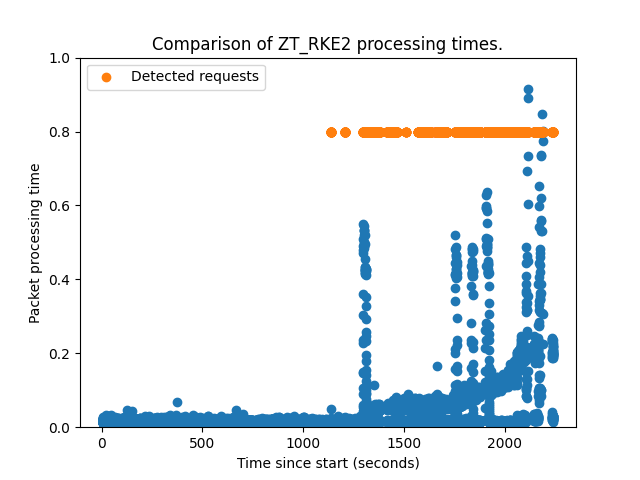 Comparison of ZT_RKE2 processing times.
Detected requests
Packet processing time
1.0
0.8
0.6
0.4
0.2
0.0
0 500 1000 1500 2000
Time since start (seconds)